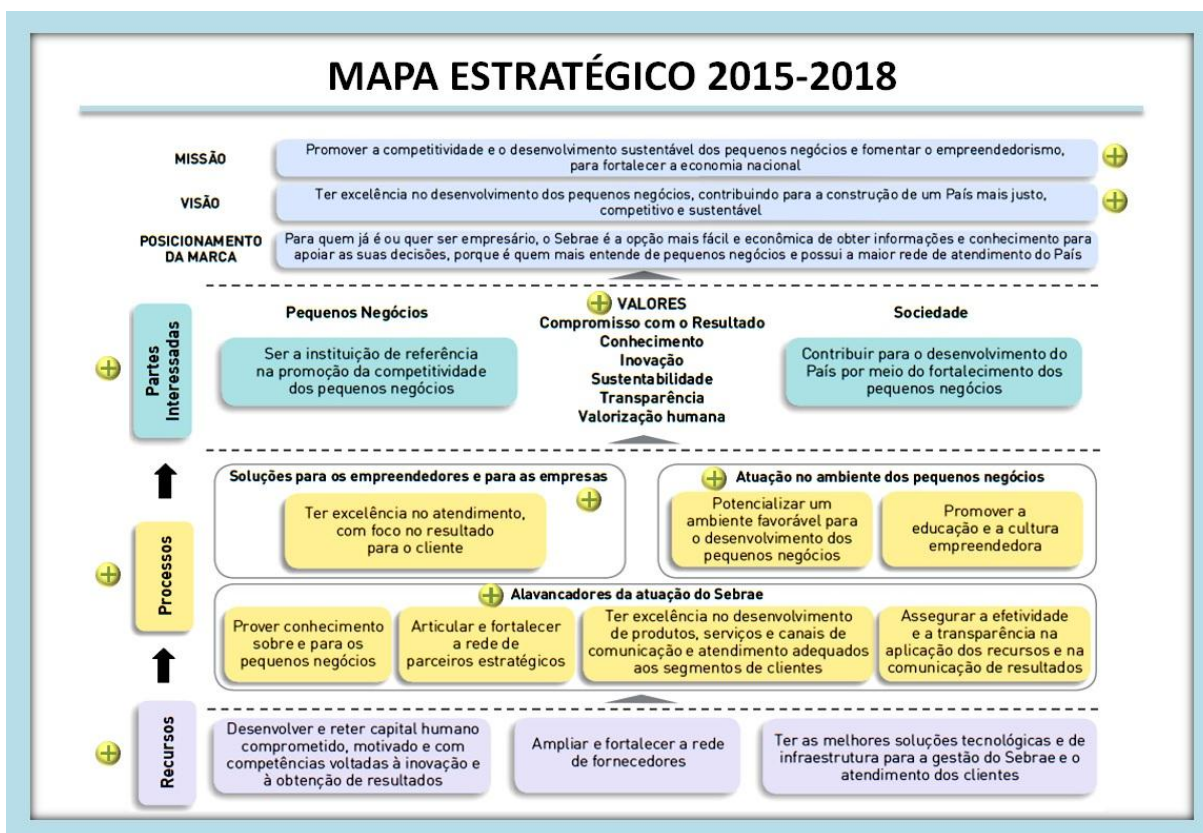 MAPA ESTRATÉGICO 2015-2018
MISSÃO
Promover a competitividade e o desenvolvimento sustentável dos pequenos negócios e fomentar o empreendedorismo,
para fortalecer a economia nacional
VISÃO
Ter excelência no desenvolvimento dos pequenos negócios, contribuindo para a construção de um País mais justo,
competitivo e sustentável
POSICIONAMENTO
DA MARCA
Para quem já é ou quer ser empresário, o Sebrae é a opção mais fácil e econômica de obter informações e conhecimento para
apoiar as suas decisões, porque é quem mais entende de pequenos negócios e possui a maior rede de atendimento do País
Partes
Interessadas
Pequenos Negócios
Ser a instituição de referência
na promoção da competitividade
dos pequenos negócios
VALORES
Compromisso com o Resultado
Conhecimento
Inovação
Sustentabilidade
Transparência
Valorização humana
Sociedade
Contribuir para o desenvolvimento do
País por meio do fortalecimento dos
pequenos negócios
Processos
Soluções para os empreendedores e para as empresas
Ter excelência no atendimento,
com foco no resultado
para o cliente
Atuação no ambiente dos pequenos negócios
Potencializar um
ambiente favorável para
o desenvolvimento dos
pequenos negócios
Promover a
educação e a cultura
empreendedora
Alavancadores da atuação do Sebrae
Prover conhecimento
sobre e para os
pequenos negócios
Articular e fortalecer
a rede de
parceiros estratégicos
Ter excelência no desenvolvimento
de produtos, serviços e canais de
comunicação e atendimento adequados
aos segmentos de clientes
Assegurar a efetividade
e a transparência na
aplicação dos recursos e na
comunicação de resultados
Recursos
Desenvolver e reter capital humano
comprometido, motivado e com
competências voltadas à inovação e
à obtenção de resultados
Ampliar e fortalecer a rede
de fornecedores
Ter as melhores soluções tecnológicas e de
infraestrutura para a gestão do Sebrae e o
atendimento dos clientes